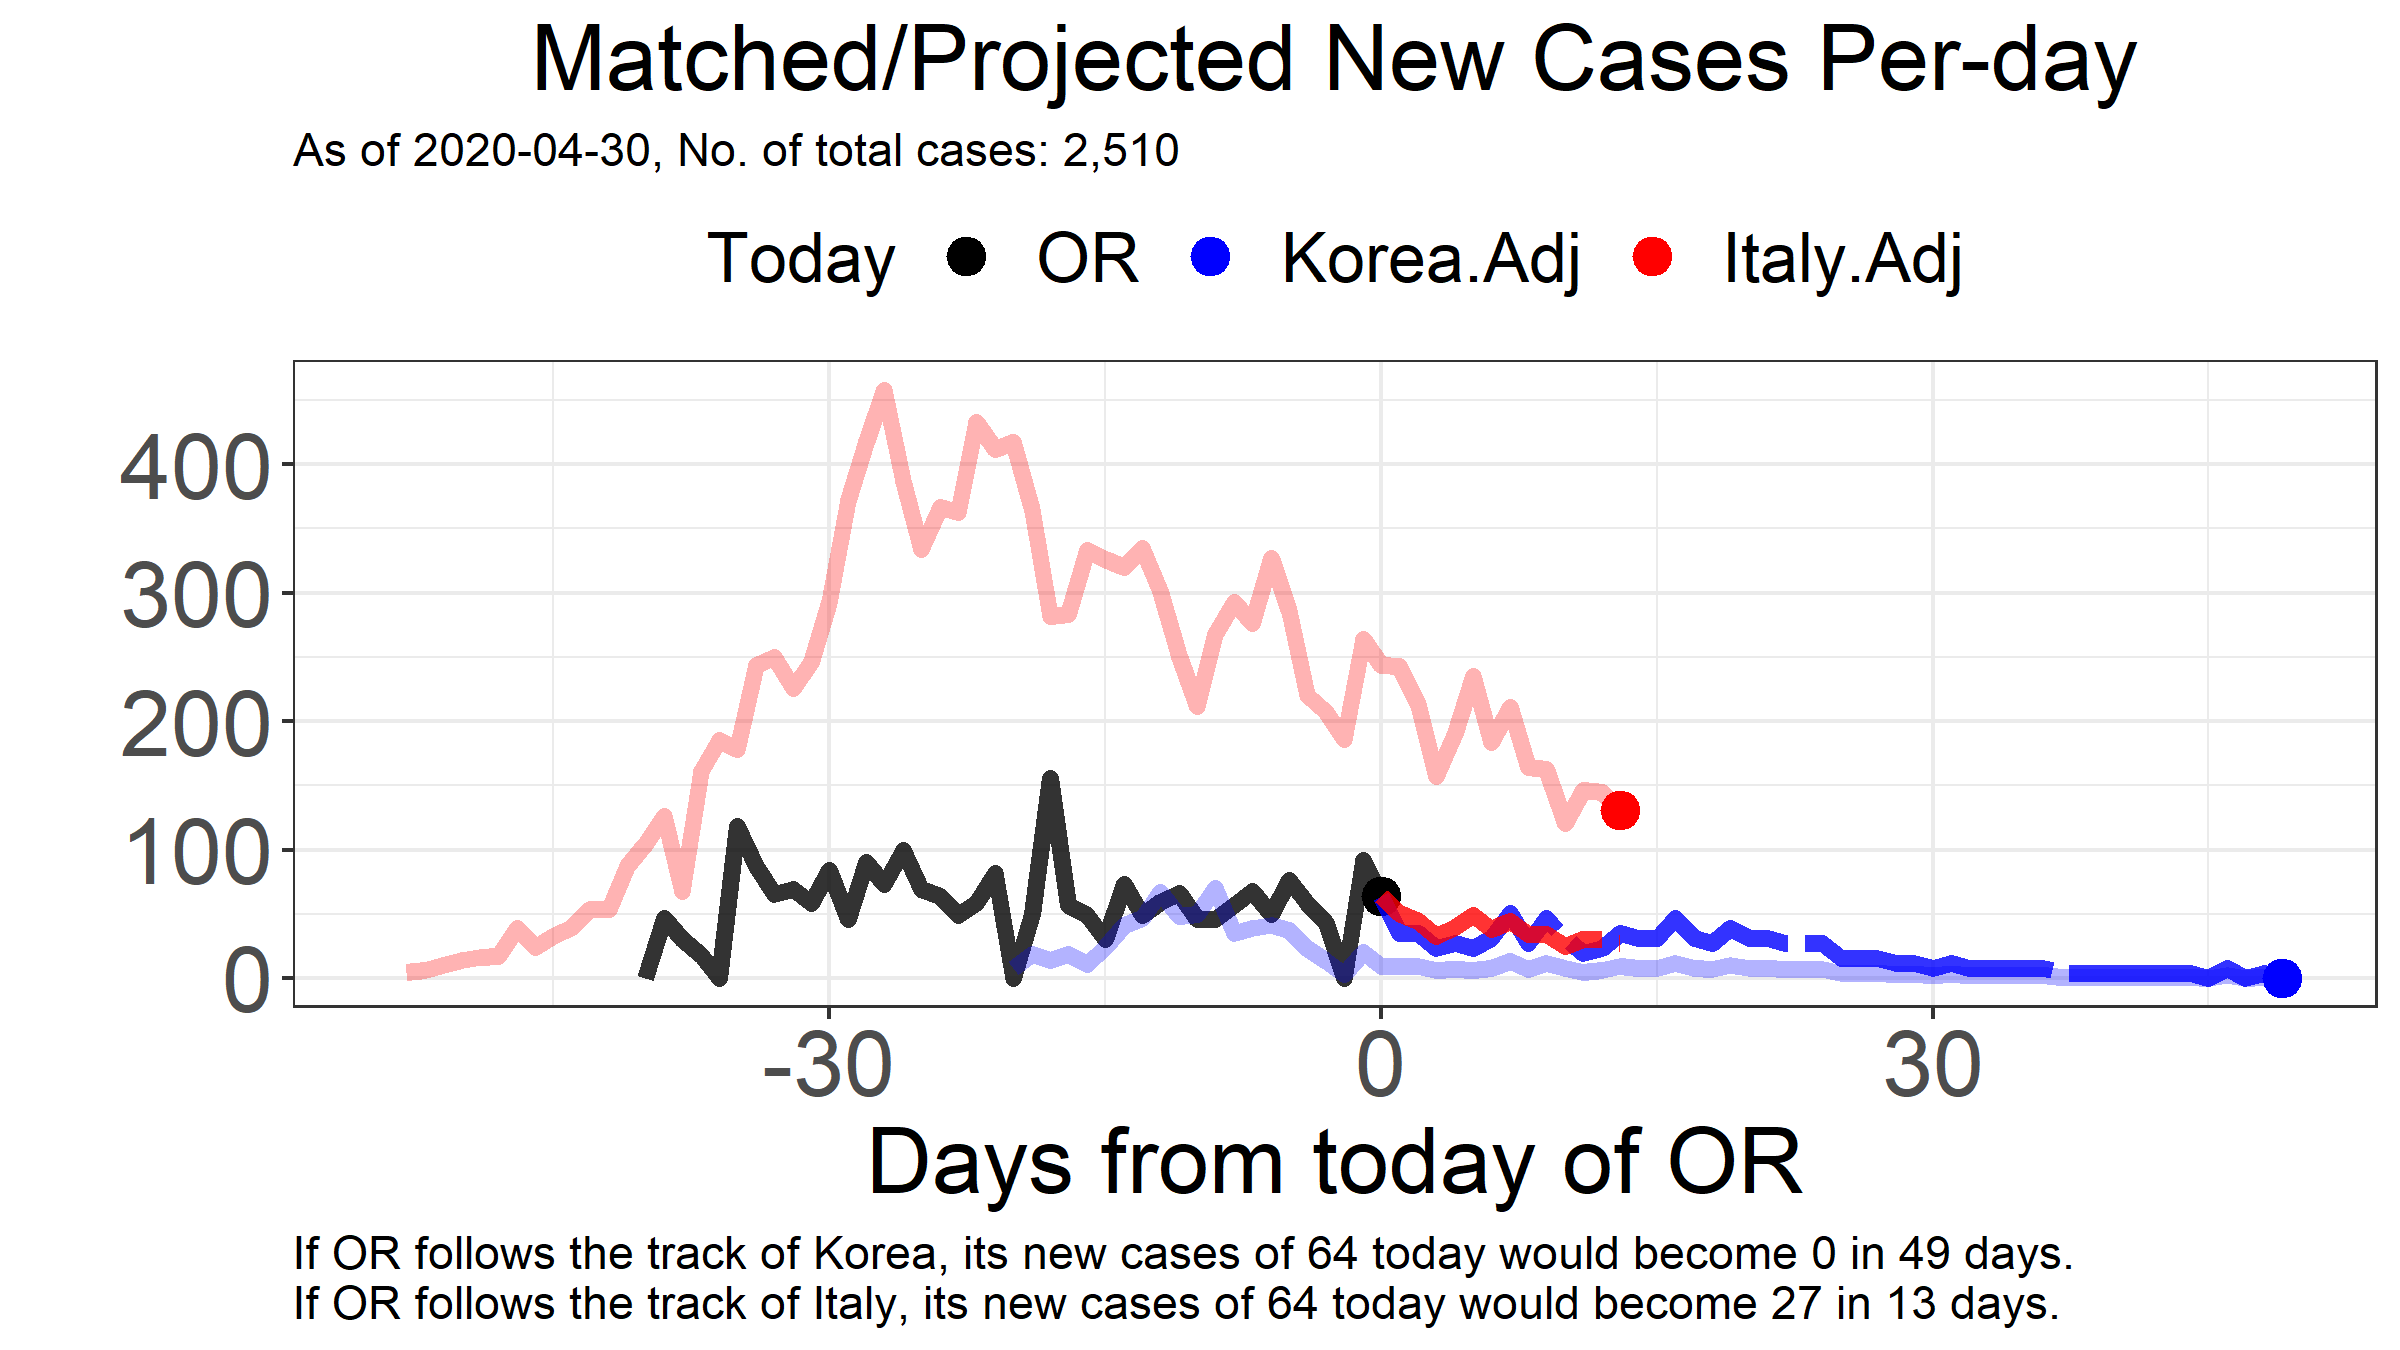 Matched/Projected New Cases Per-day
As of 2020-04-30, No. of total cases: 2,510
Today OR Korea.Adj Italy.Adj
400
300
200
100
0
-30 0 30
Days from today of OR
If OR follows the track of Korea, its new cases of 64 today would become 0 in 49 days.
If OR follows the track of Italy, its new cases of 64 today would become 27 in 13 days.